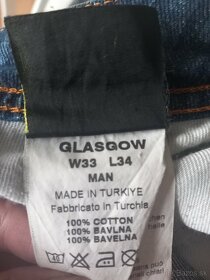 GLASGOW
W33 L34
MAN
MADE IN TURKIYE
Fabbricato in Turchia
100% COTTON
100% BAVLNA
100% BAVELNA